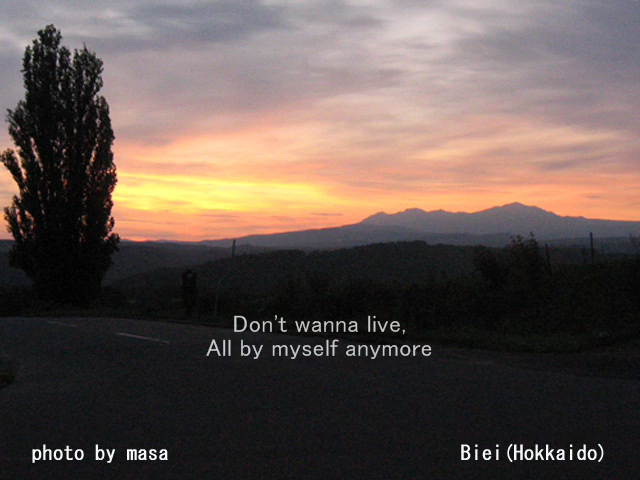 Don't wanna live,
All by myself anymore
photo by masa
Biei(Hokkaido)